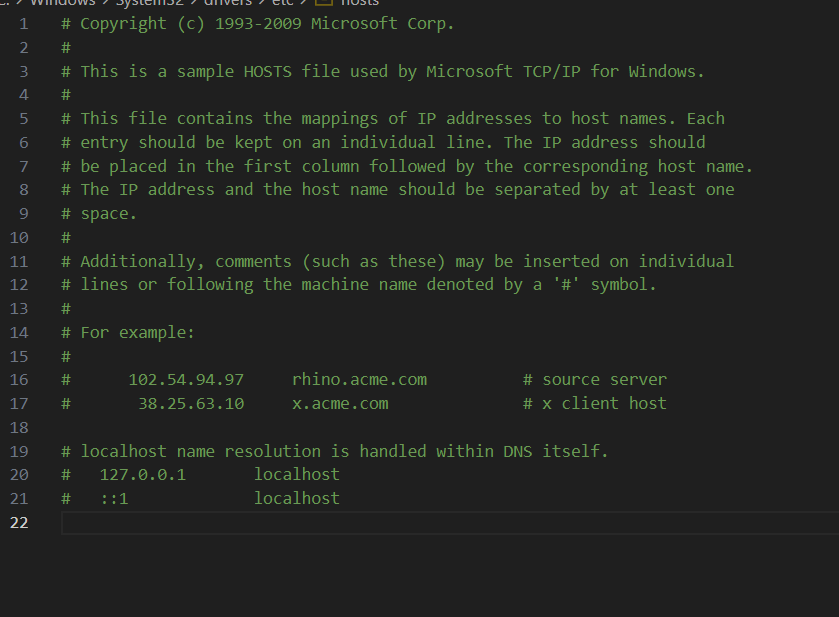 Windows > System32 > drivers > etc > hosts
1 # Copyright (c) 1993-2009 Microsoft Corp.
2 #
3 # This is a sample HOSTS file used by Microsoft TCP/IP for Windows.
4 #
5 # This file contains the mappings of IP addresses to host names. Each
6 # entry should be kept on an individual line. The IP address should
7 # be placed in the first column followed by the corresponding host name.
8 # The IP address and the host name should be separated by at least one
9 # space.
10 #
11 # Additionally, comments (such as these) may be inserted on individual
12 # lines or following the machine name denoted by a '#' symbol.
13 #
14 # For example:
15 #
16 #      102.54.94.97     rhino.acme.com          # source server
17 #       38.25.63.10     x.acme.com              # x client host
18
19 # localhost name resolution is handled within DNS itself.
20 #   127.0.0.1       localhost
21 #   ::1             localhost
22